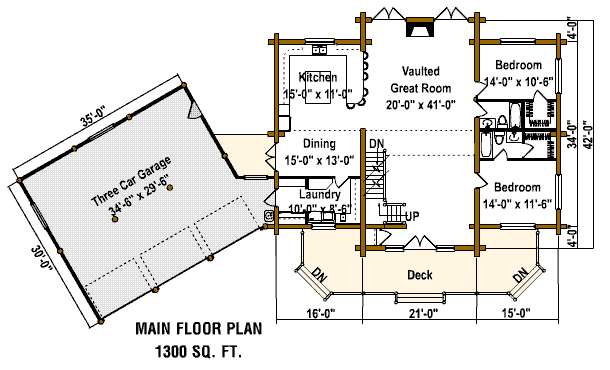 Kitchen
15'-0" x 11'-0"
Vaulted
Great Room
20'-0" x 41'-0"
Bedroom
14'-0" x 10'-6"
4'-0"
34'-0"
42'-0"
4'-0"
35'-0"
Three Car Garage
34'-6" x 29'-6"
30'-0"
Dining
15'-0" x 13'-0"
DN
Laundry
10'-0" x 8'-6"
UP
Bedroom
14'-0" x 11'-6"
DN
Deck
DN
16'-0"
21'-0"
15'-0"
MAIN FLOOR PLAN
1300 SQ. FT.